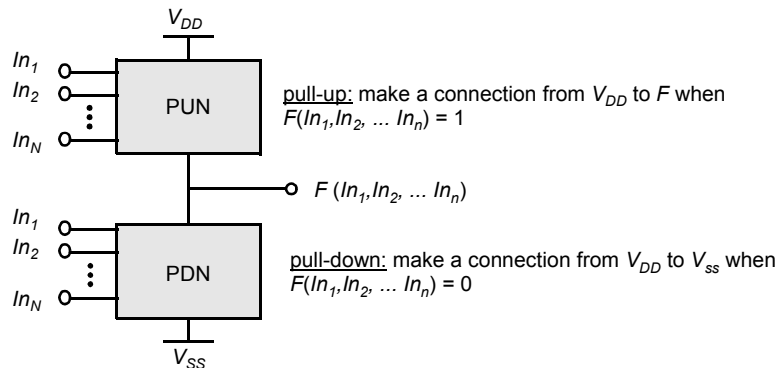 V_DD
In_1
In_2
In_N
PUN
pull-up: make a connection from V_DD to F when
F(In_1,In_2, ... In_n) = 1
F (In_1,In_2, ... In_n)
In_1
In_2
In_N
PDN
pull-down: make a connection from V_DD to V_ss when
F(In_1,In_2, ... In_n) = 0
V_SS